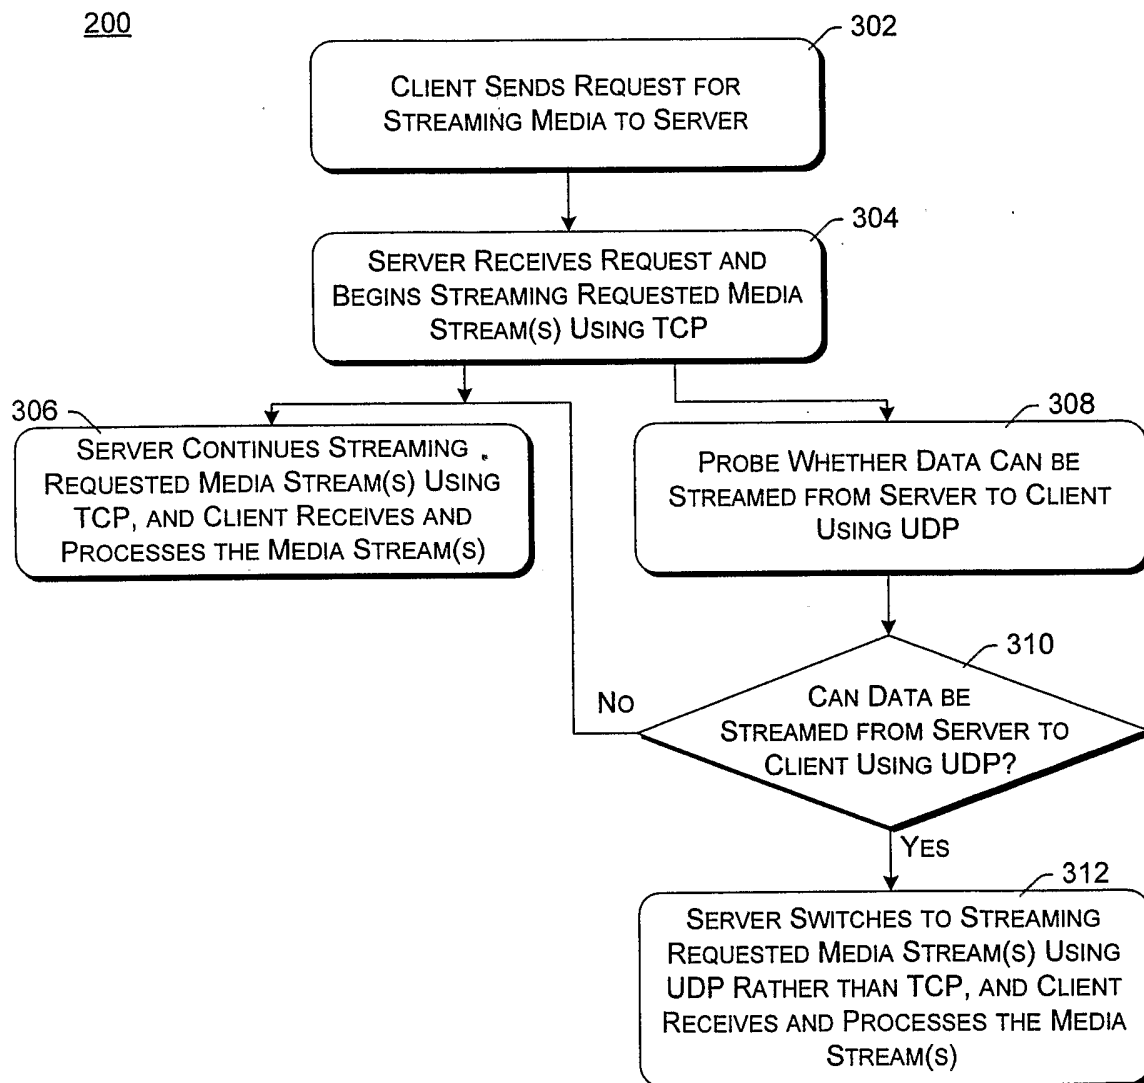 200
302
CLIENT SENDS REQUEST FOR
STREAMING MEDIA TO SERVER
304
SERVER RECEIVES REQUEST AND
BEGINS STREAMING REQUESTED MEDIA
STREAM(S) USING TCP
306
SERVER CONTINUES STREAMING
REQUESTED MEDIA STREAM(S) USING
TCP, AND CLIENT RECEIVES AND
PROCESSES THE MEDIA STREAM(S)
308
PROBE WHETHER DATA CAN BE
STREAMED FROM SERVER TO CLIENT
USING UDP
310
NO
CAN DATA BE
STREAMED FROM SERVER TO
CLIENT USING UDP?
YES
312
SERVER SWITCHES TO STREAMING
REQUESTED MEDIA STREAM(S) USING
UDP RATHER THAN TCP, AND CLIENT
RECEIVES AND PROCESSES THE MEDIA
STREAM(S)